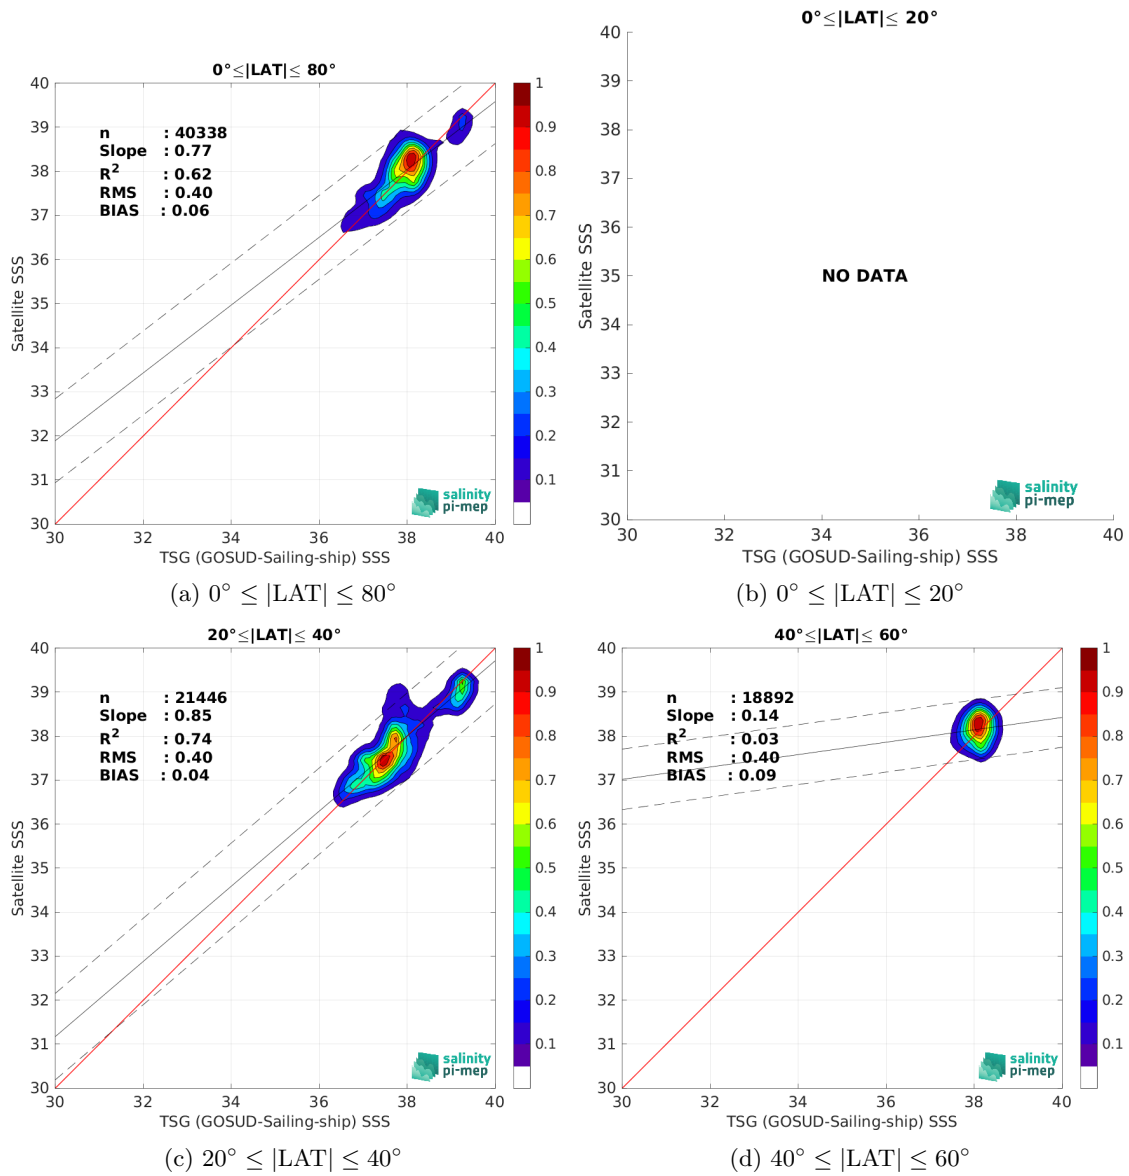 0°≤|LAT|≤ 80°
n : 40338
Slope : 0.77
R² : 0.62
RMS : 0.40
BIAS : 0.06
40
39
38
37
36
35
34
33
32
31
30
Satellite SSS
30 32 34 36 38 40
TSG (GOSUD-Sailing-ship) SSS
1
0.9
0.8
0.7
0.6
0.5
0.4
0.3
0.2
0.1
salinity
pi-mep
(a) 0° ≤ |LAT| ≤ 80°
0°≤|LAT|≤ 20°
40
39
38
37
36
35
34
33
32
31
30
Satellite SSS
NO DATA
30 32 34 36 38 40
TSG (GOSUD-Sailing-ship) SSS
salinity
pi-mep
(b) 0° ≤ |LAT| ≤ 20°
20°≤|LAT|≤ 40°
n : 21446
Slope : 0.85
R² : 0.74
RMS : 0.40
BIAS : 0.04
40
39
38
37
36
35
34
33
32
31
30
Satellite SSS
30 32 34 36 38 40
TSG (GOSUD-Sailing-ship) SSS
1
0.9
0.8
0.7
0.6
0.5
0.4
0.3
0.2
0.1
salinity
pi-mep
(c) 20° ≤ |LAT| ≤ 40°
40°≤|LAT|≤ 60°
n : 18892
Slope : 0.14
R² : 0.03
RMS : 0.40
BIAS : 0.09
40
39
38
37
36
35
34
33
32
31
30
Satellite SSS
30 32 34 36 38 40
TSG (GOSUD-Sailing-ship) SSS
1
0.9
0.8
0.7
0.6
0.5
0.4
0.3
0.2
0.1
salinity
pi-mep
(d) 40° ≤ |LAT| ≤ 60°